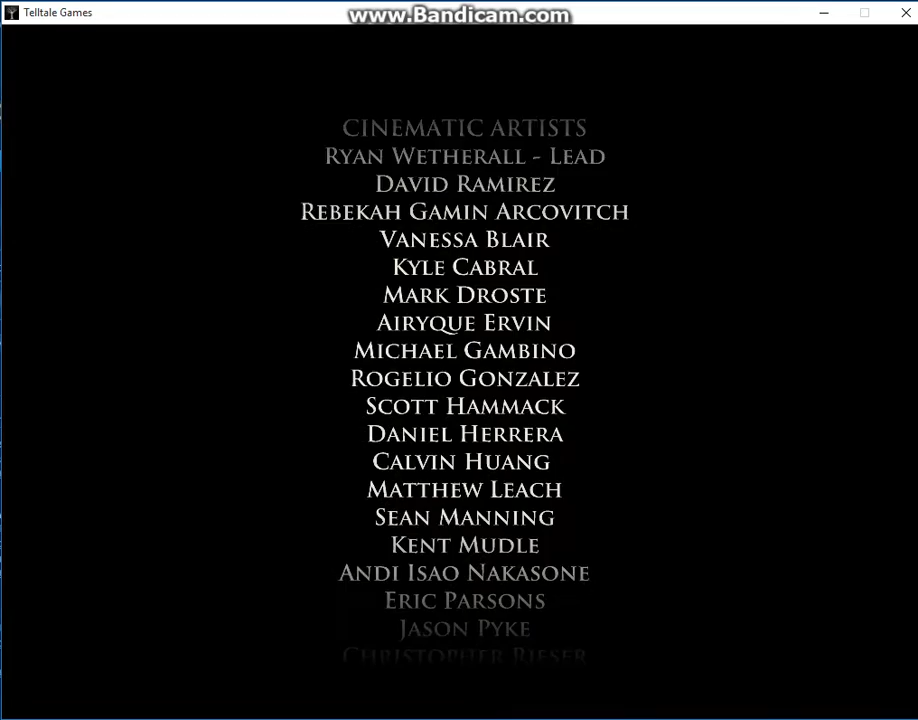 Telltale Games
www.Bandicam.com
CINEMATIC ARTISTS
RYAN WETHERALL - LEAD
DAVID RAMIREZ
REBEKAH GAMIN ARCOVITCH
VANESSA BLAIR
KYLE CABRAL
MARK DROSTE
AIRYQUE ERVIN
MICHAEL GAMBINO
ROGELIO GONZALEZ
SCOTT HAMMACK
DANIEL HERRERA
CALVIN HUANG
MATTHEW LEACH
SEAN MANNING
KENT MUDLE
ANDI ISAO NAKASONE
ERIC PARSONS
JASON PYKE
CHRISTOPHER RIESER